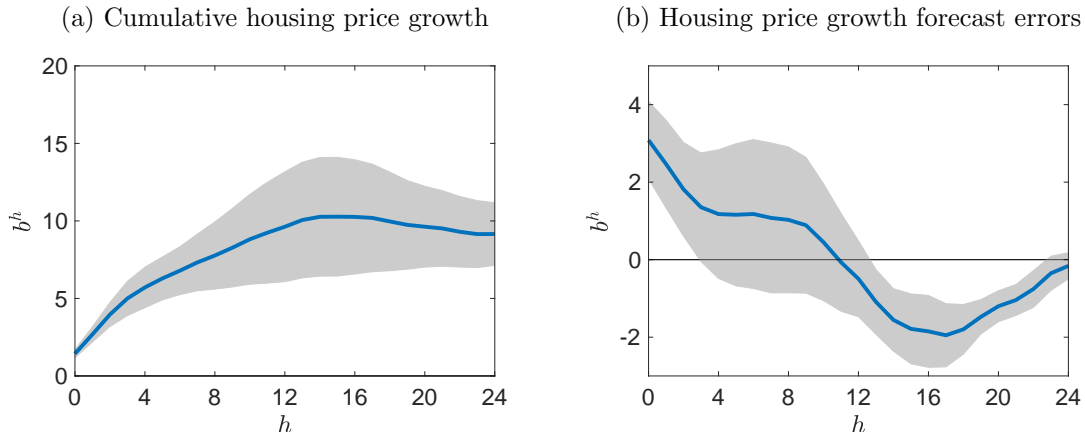 (a) Cumulative housing price growth
20
15
10
5
0
0 4 8 12 16 20 24
b^h
h
(b) Housing price growth forecast errors
4
2
0
-2
0 4 8 12 16 20 24
b^h
h